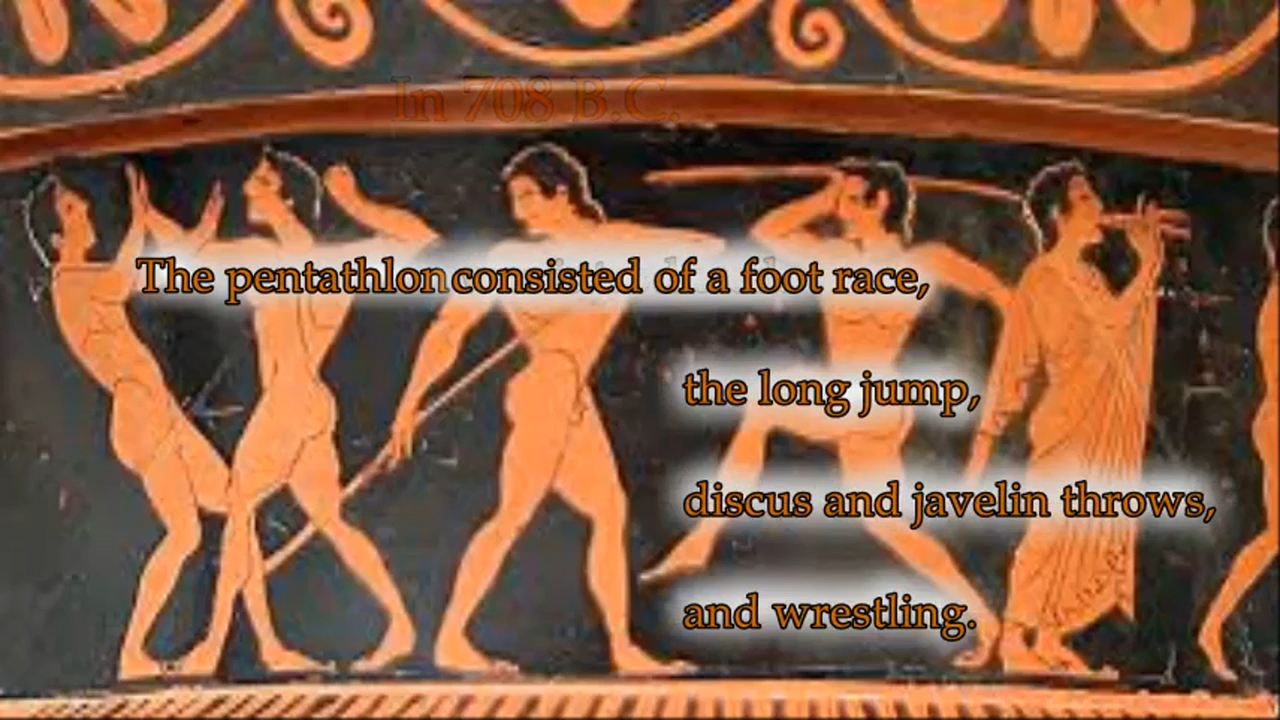 In 708 B.C.
The pentathlon consisted of a foot race,
the long jump,
discus and javelin throws,
and wrestling.